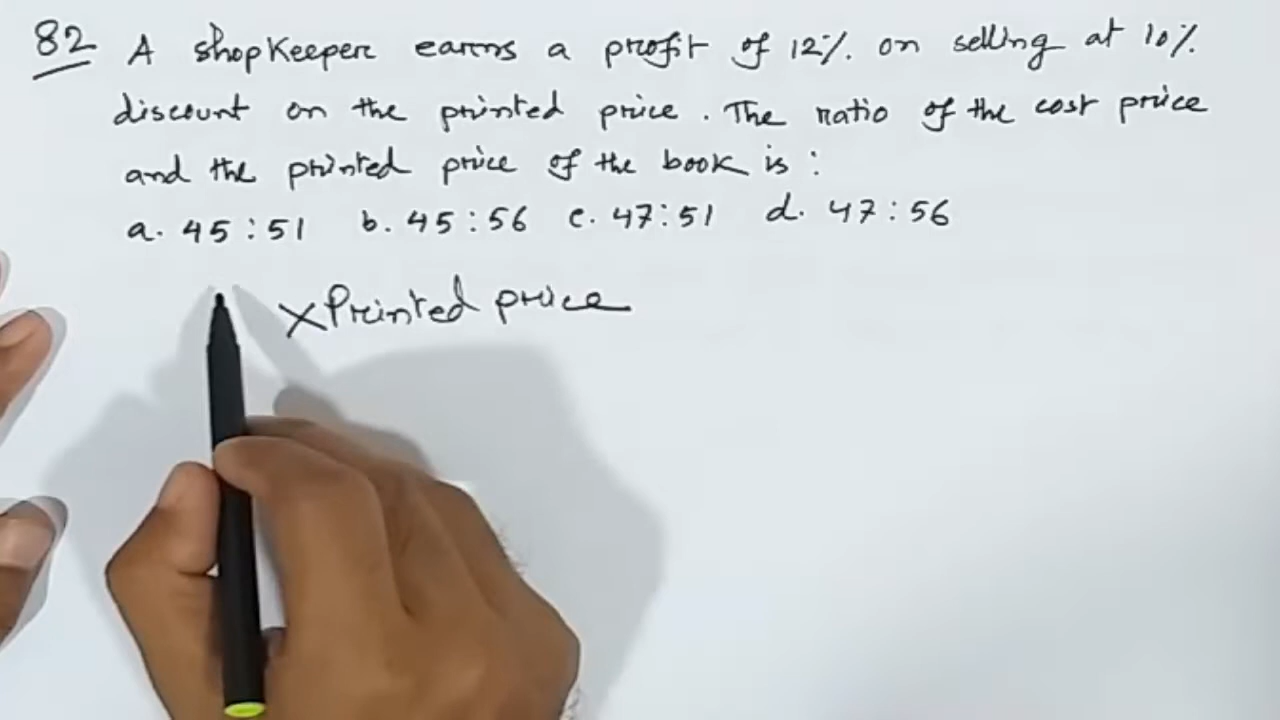 82 A shopkeeper earns a profit of 12% on selling at 10%
discount on the printed price. The ratio of the cost price
and the printed price of the book is :
a. 45:51 b. 45:56 c. 47:51 d. 47:56
×Printed price